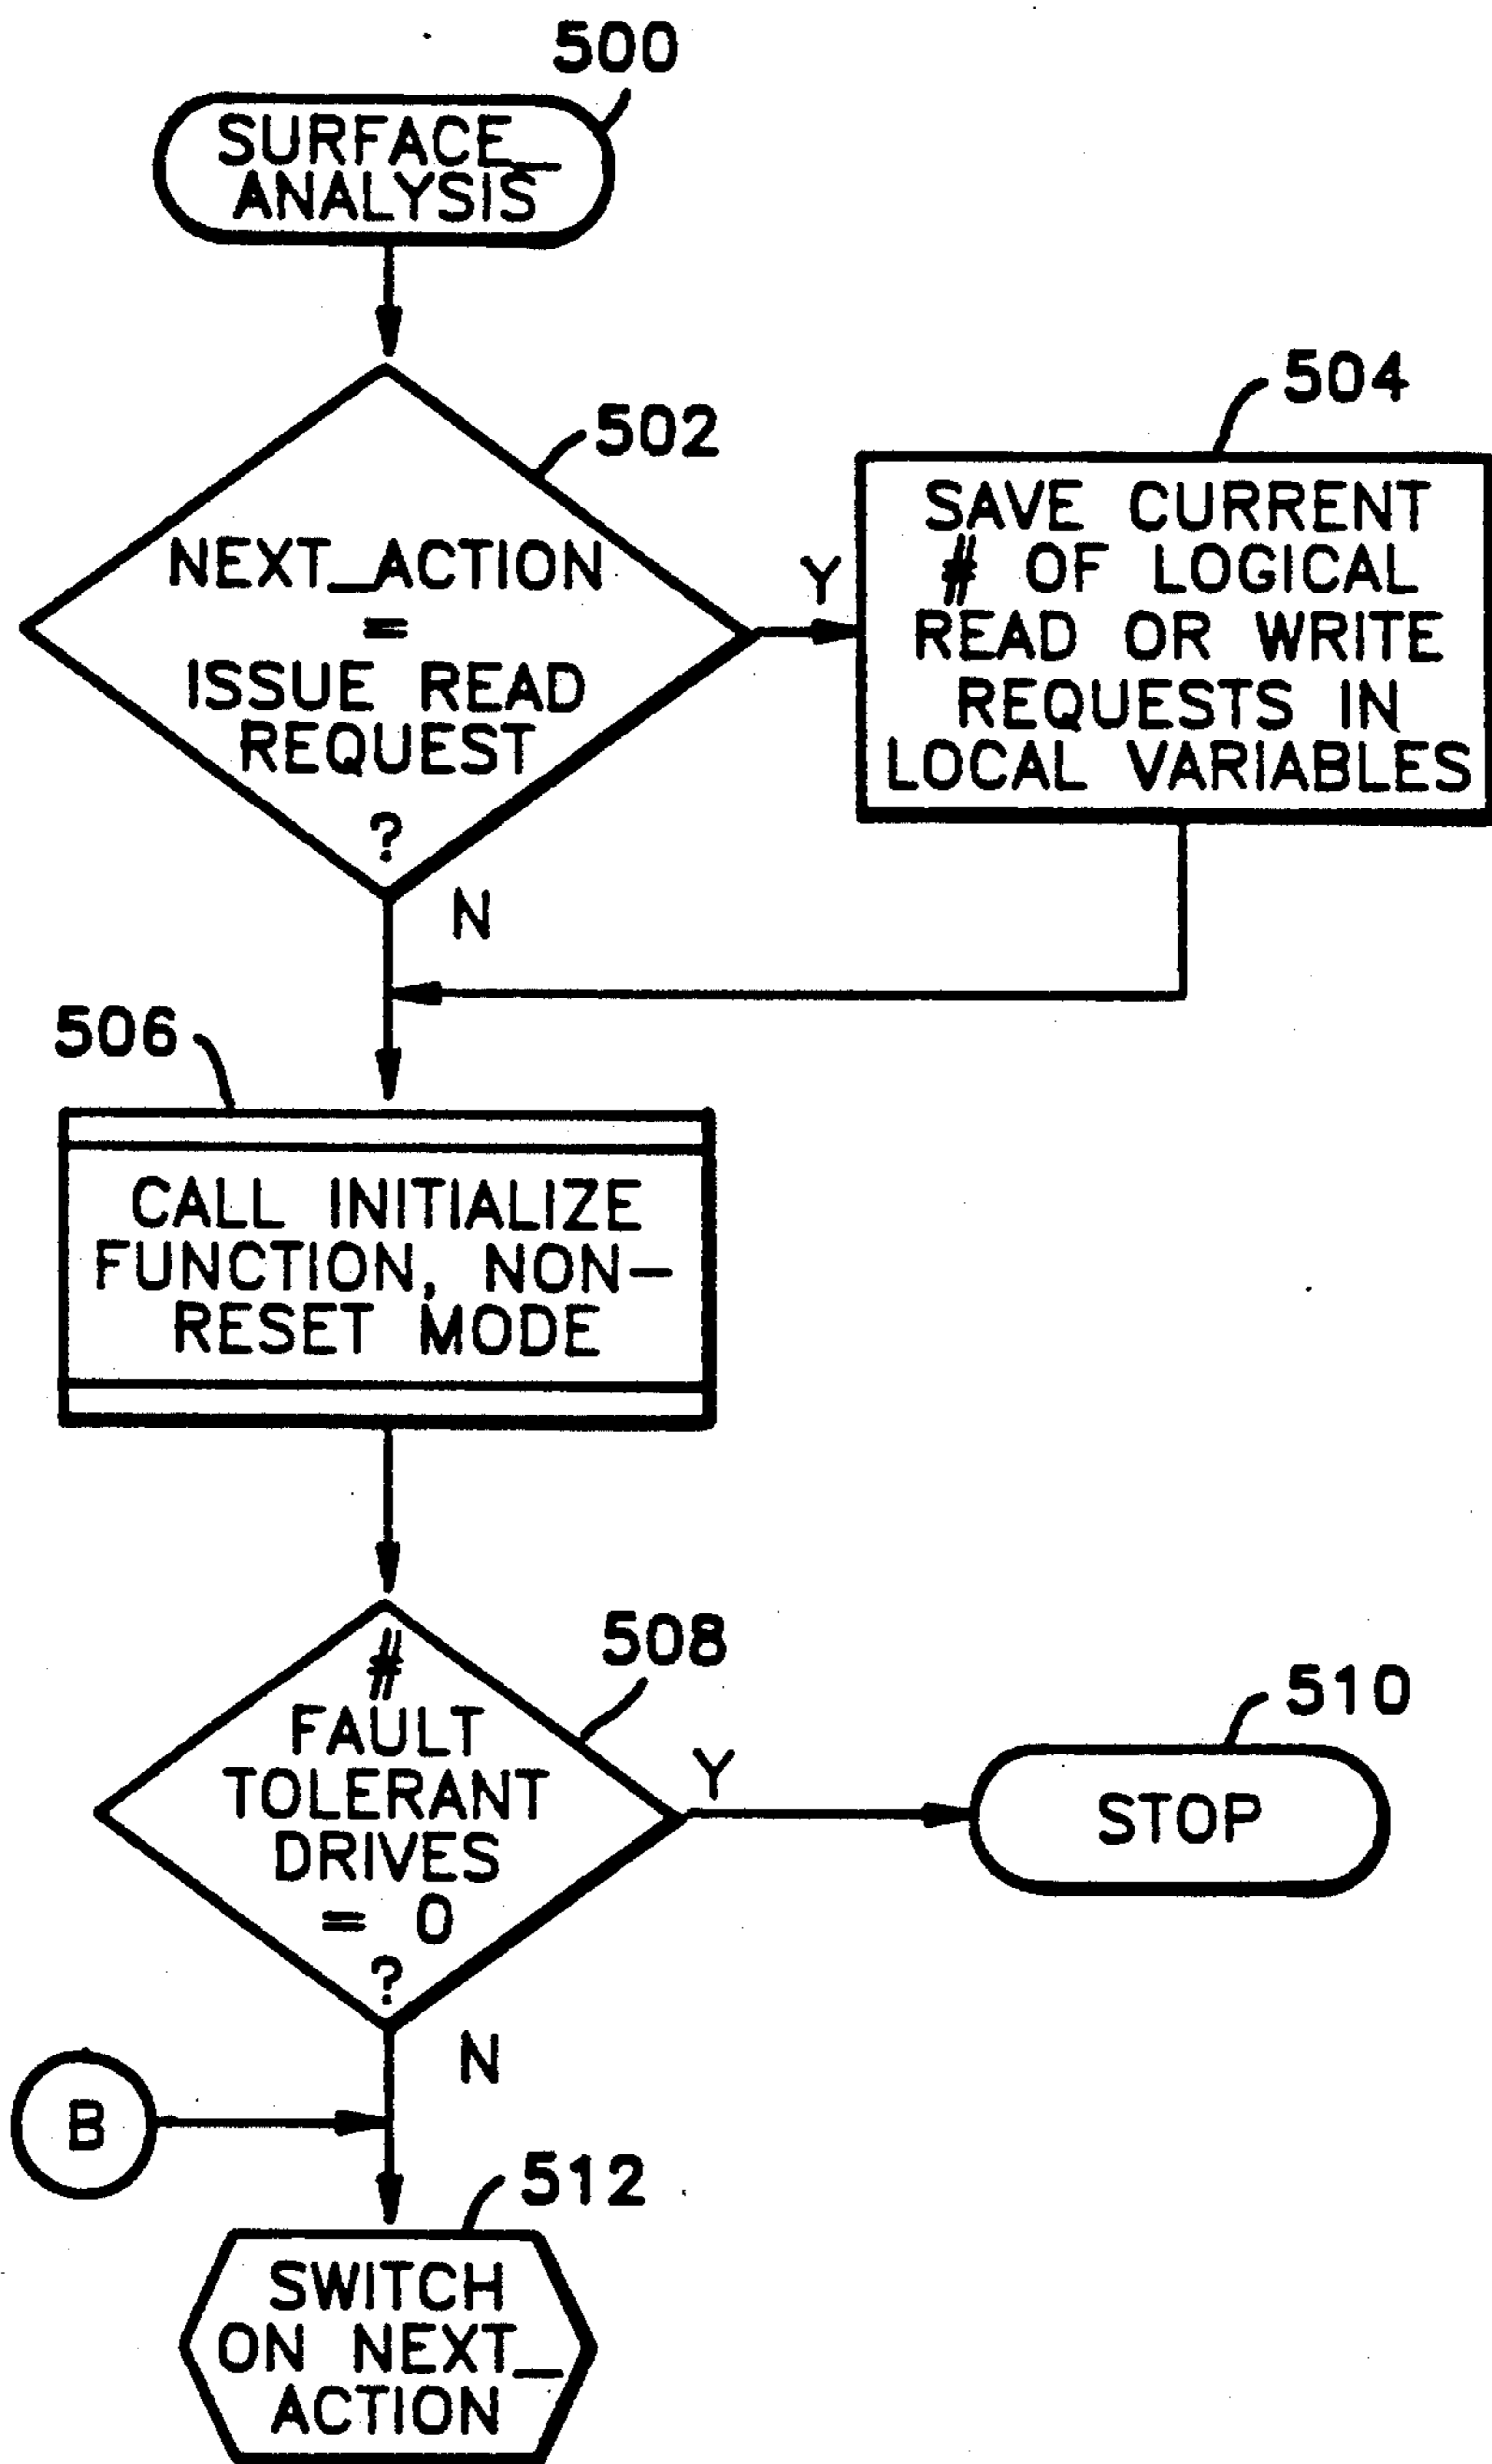 500
SURFACE_
ANALYSIS
502
NEXT_ACTION
=
ISSUE READ
REQUEST
?
Y
N
504
SAVE CURRENT
# OF LOGICAL
READ OR WRITE
REQUESTS IN
LOCAL VARIABLES
506
CALL INITIALIZE
FUNCTION, NON-
RESET MODE
508
#
FAULT
TOLERANT
DRIVES
= 0
?
Y
510
STOP
N
B
512
SWITCH
ON NEXT_
ACTION